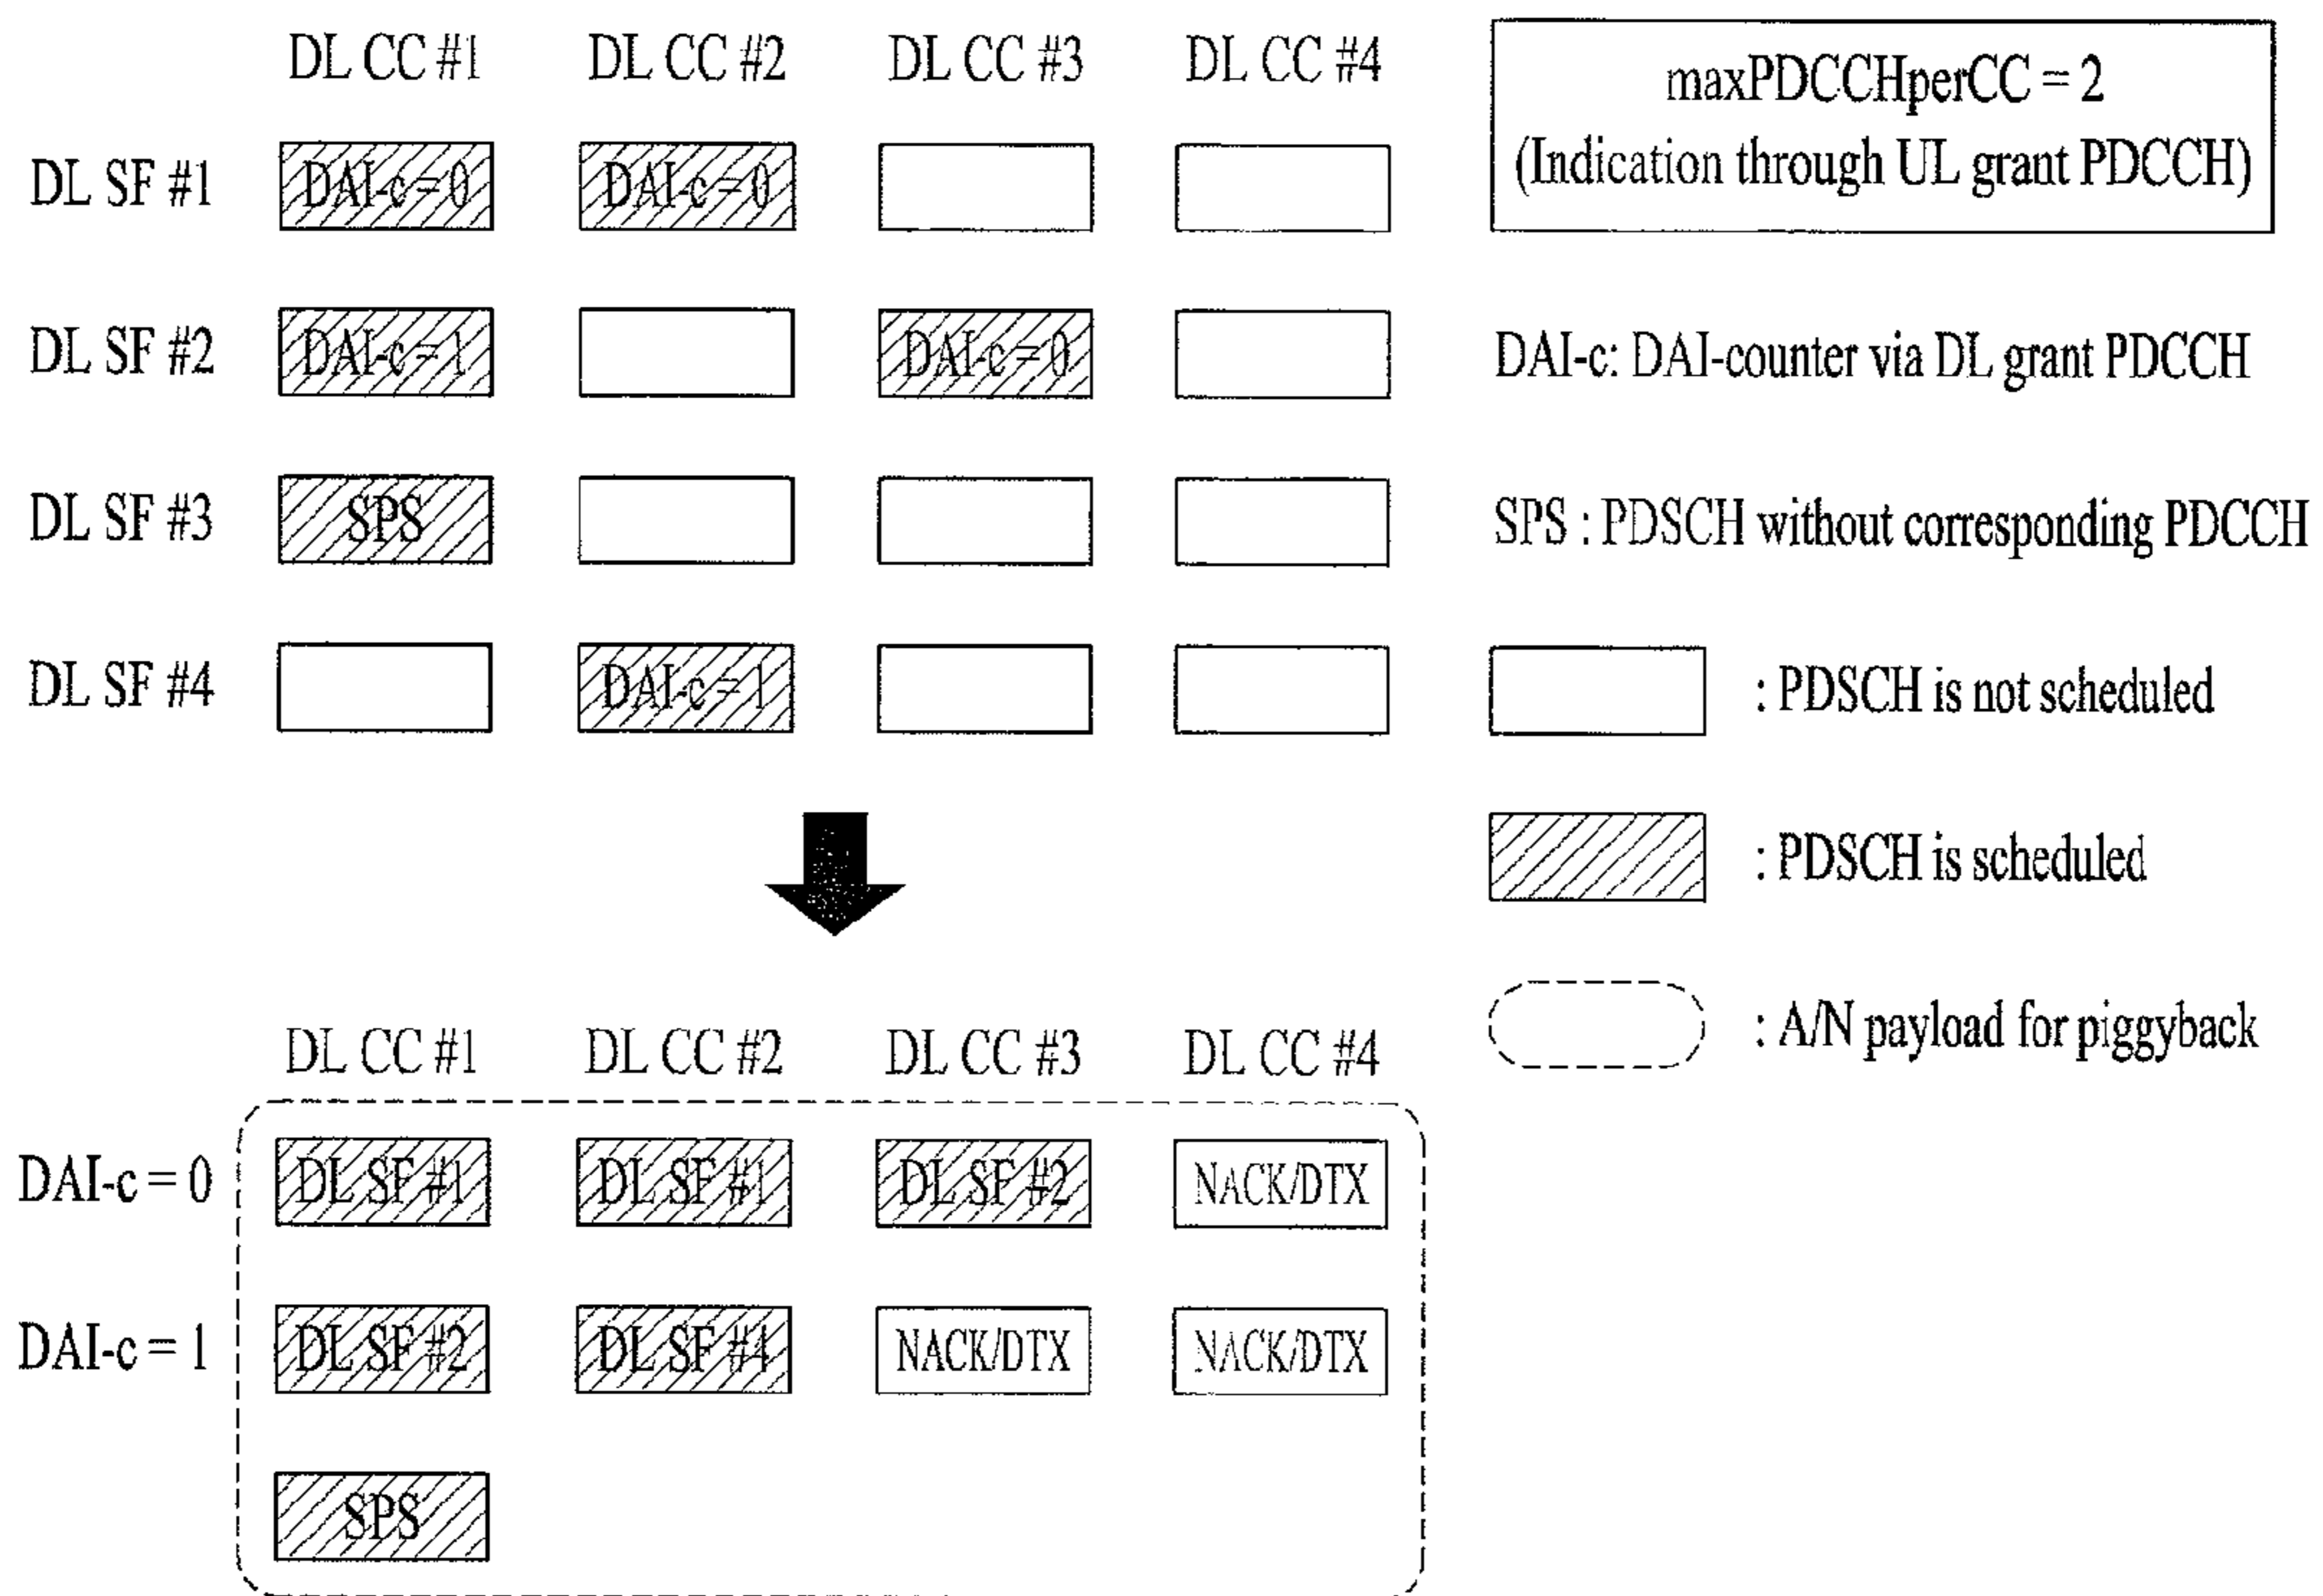 DL CC #1 DL CC #2 DL CC #3 DL CC #4
maxPDCCHperCC = 2
(Indication through UL grant PDCCH)
DL SF #1 DAI-c = 0 DAI-c = 0
DL SF #2 DAI-c = 1 DAI-c = 0
DAI-c: DAI-counter via DL grant PDCCH
DL SF #3 SPS
SPS : PDSCH without corresponding PDCCH
DL SF #4 DAI-c = 1
: PDSCH is not scheduled
: PDSCH is scheduled
: A/N payload for piggyback
DL CC #1 DL CC #2 DL CC #3 DL CC #4
DAI-c = 0 DL SF #1 DL SF #1 DL SF #2 NACK/DTX
DAI-c = 1 DL SF #2 DL SF #4 NACK/DTX NACK/DTX
SPS